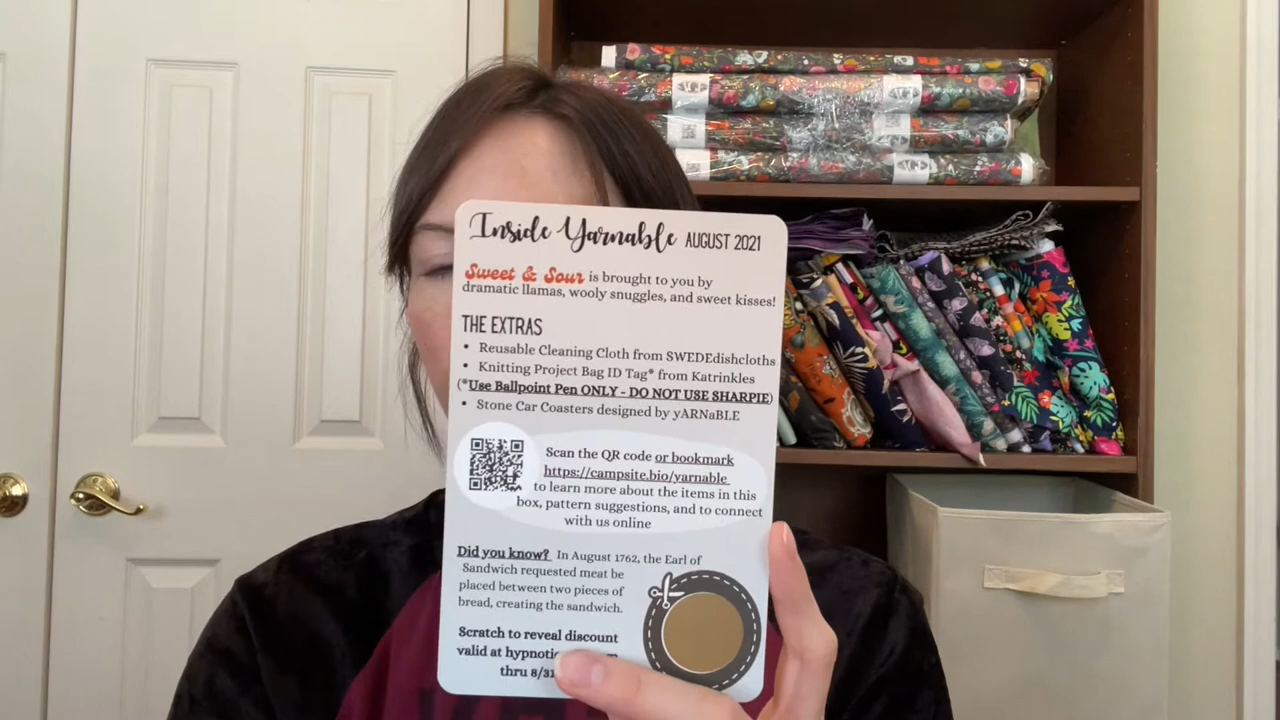 Inside Yarnable AUGUST 2021
Sweet & Sour is brought to you by
dramatic llamas, wooly snuggles, and sweet kisses!
THE EXTRAS
• Reusable Cleaning Cloth from SWEDEdishcloths
• Knitting Project Bag ID Tag* from Katrinkles
(*Use Ballpoint Pen ONLY - DO NOT USE SHARPIE)
• Stone Car Coasters designed by yARNaBLE
Scan the QR code or bookmark
https://campsite.bio/yarnable
to learn more about the items in this
box, pattern suggestions, and to connect
with us online
Did you know? In August 1762, the Earl of
Sandwich requested meat be
placed between two pieces of
bread, creating the sandwich.
Scratch to reveal discount
valid at
thru